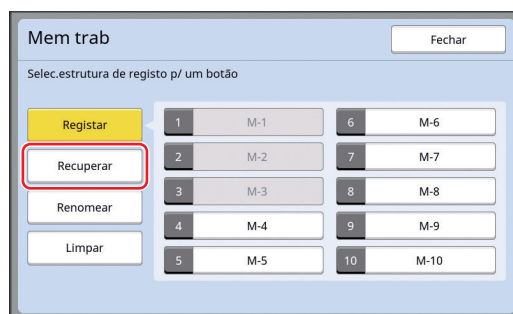 Mem trab
Fechar
Selec.estrutura de registo p/ um botão
Registar
Recuperar
Renomear
Limpar
1 M-1
2 M-2
3 M-3
4 M-4
5 M-5
6 M-6
7 M-7
8 M-8
9 M-9
10 M-10